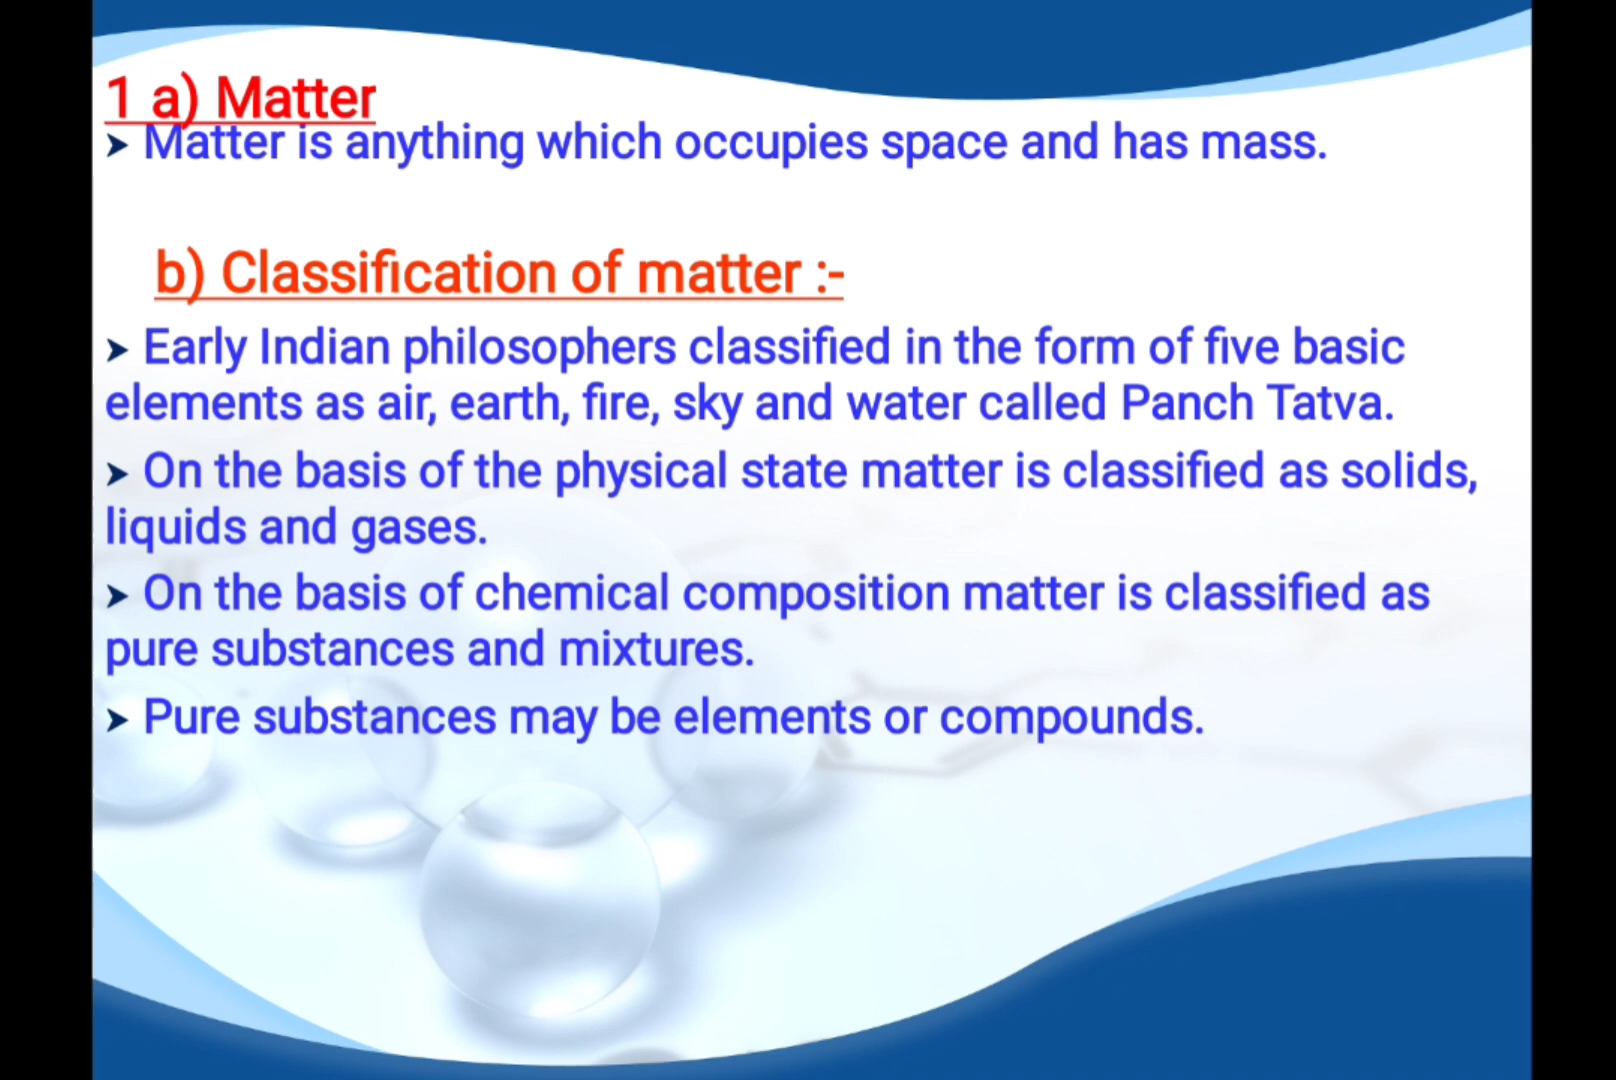 1 a) Matter
➤ Matter is anything which occupies space and has mass.
b) Classification of matter :-
➤ Early Indian philosophers classified in the form of five basic
elements as air, earth, fire, sky and water called Panch Tatva.
➤ On the basis of the physical state matter is classified as solids,
liquids and gases.
➤ On the basis of chemical composition matter is classified as
pure substances and mixtures.
➤ Pure substances may be elements or compounds.